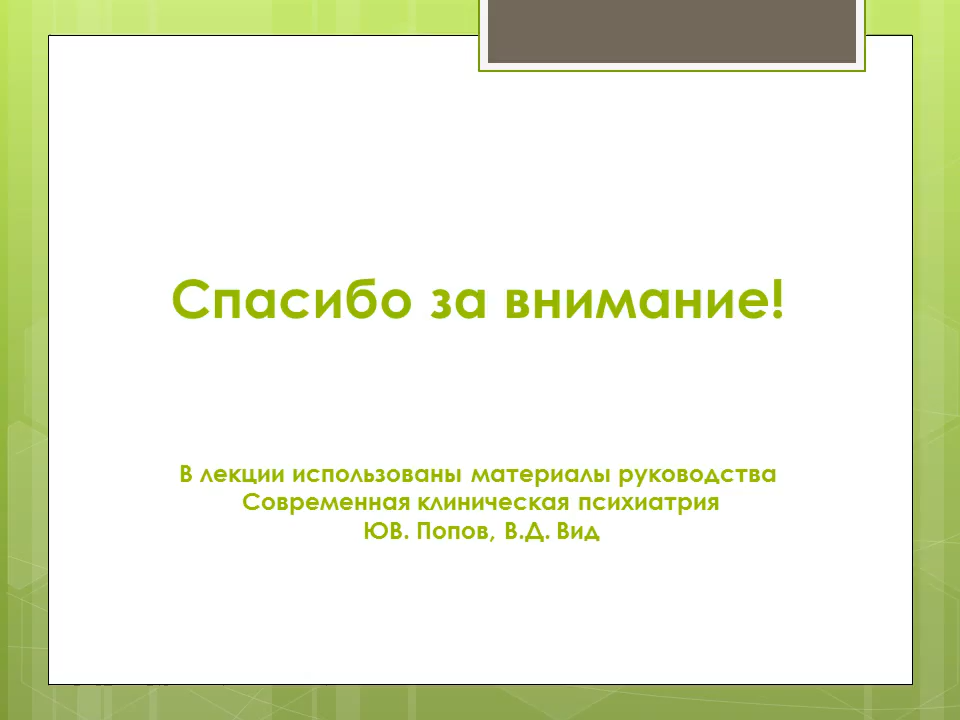 Спасибо за внимание!
В лекции использованы материалы руководства
Современная клиническая психиатрия
ЮВ. Попов, В.Д. Вид